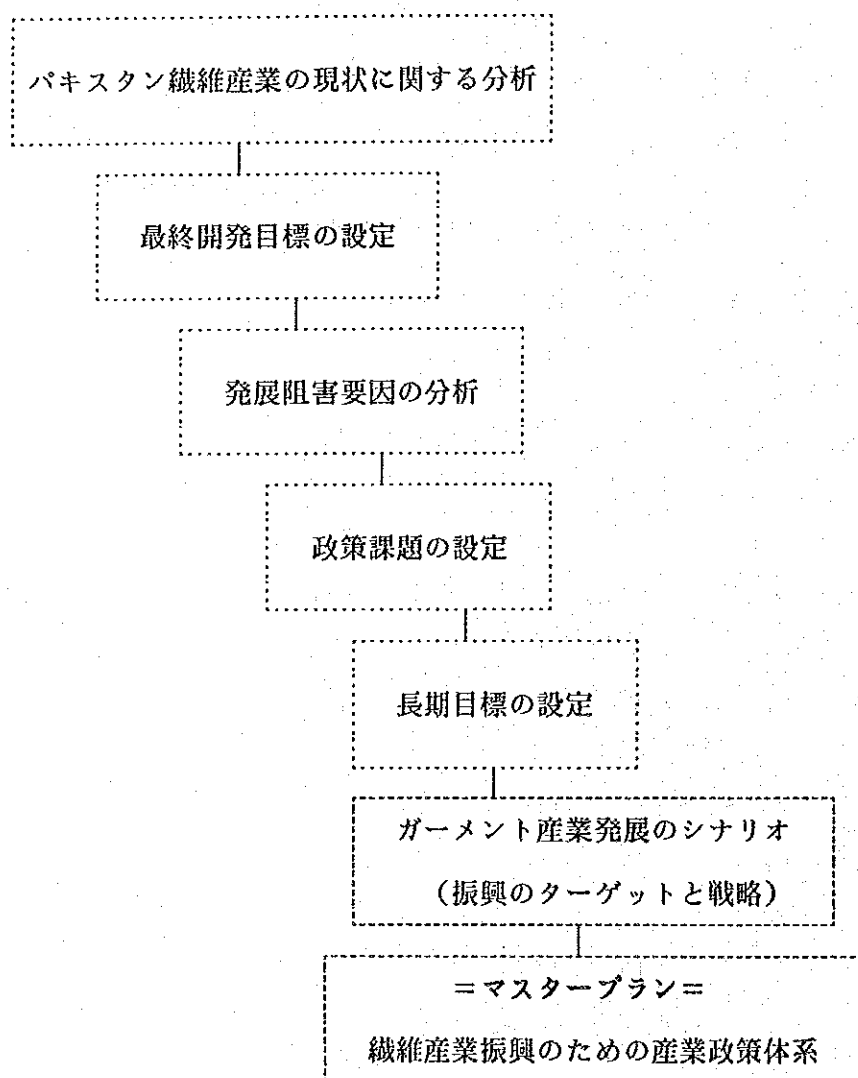 パキスタン繊維産業の現状に関する分析
最終開発目標の設定
発展阻害要因の分析
政策課題の設定
長期目標の設定
ガーメント産業発展のシナリオ
（振興のターゲットと戦略）
＝マスタープラン＝
繊維産業振興のための産業政策体系